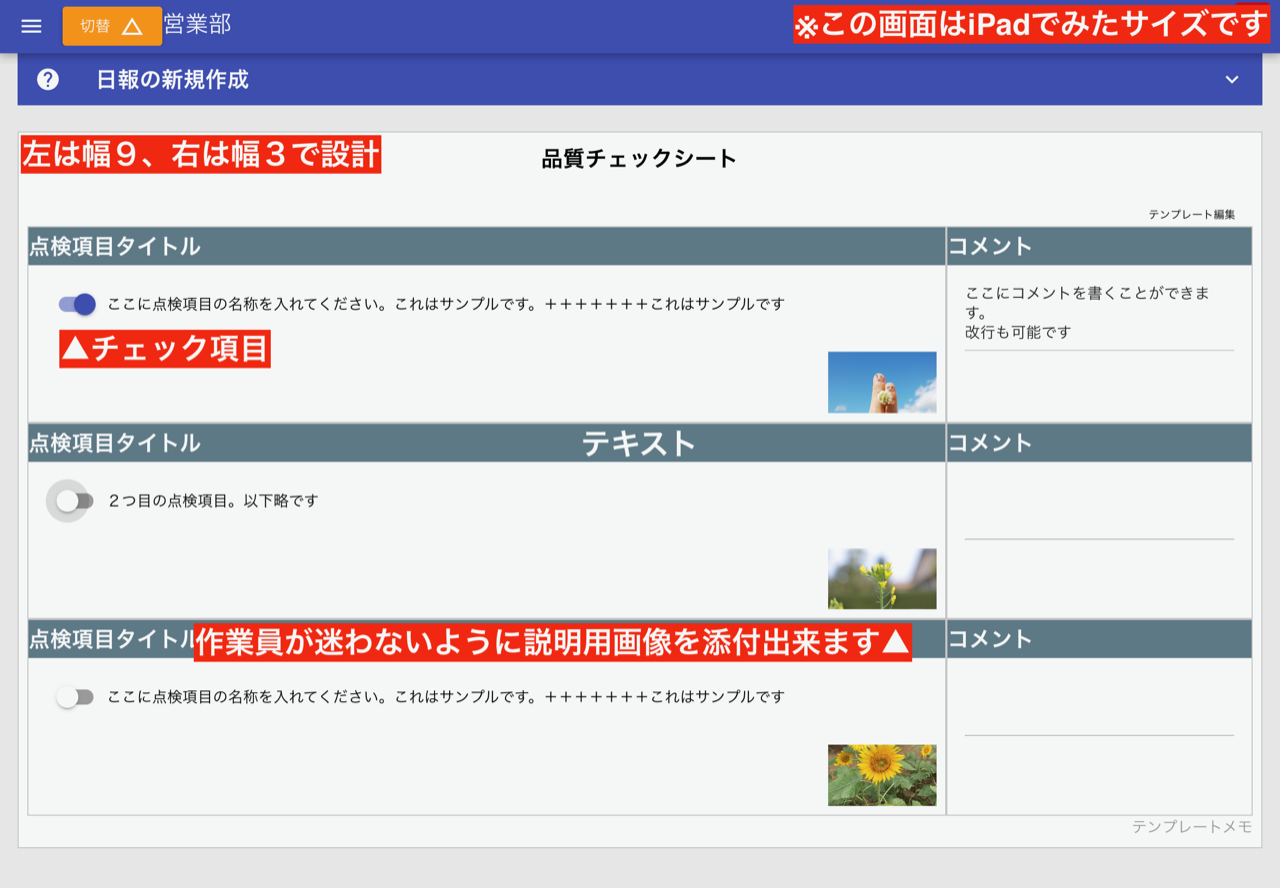 切替 △ 営業部
※この画面はiPadでみたサイズです
日報の新規作成
左は幅９、右は幅３で設計
品質チェックシート
テンプレート編集
点検項目タイトル
コメント
ここに点検項目の名称を入れてください。これはサンプルです。＋＋＋＋＋＋＋これはサンプルです
ここにコメントを書くことができま
す。
改行も可能です
▲チェック項目
点検項目タイトル
テキスト
コメント
２つ目の点検項目。以下略です
点検項目タイトル
作業員が迷わないように説明用画像を添付出来ます▲
コメント
ここに点検項目の名称を入れてください。これはサンプルです。＋＋＋＋＋＋＋これはサンプルです
テンプレートメモ